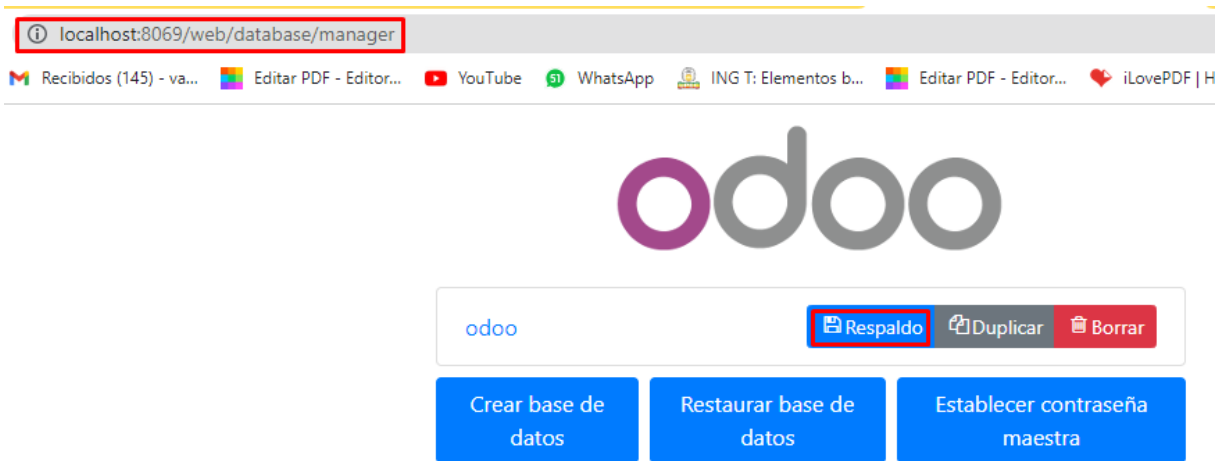 localhost:8069/web/database/manager
Recibidos (145) - va... Editar PDF - Editor... YouTube 51 WhatsApp ING T: Elementos b... Editar PDF - Editor... iLovePDF | H
odoo
odoo Respaldo Duplicar Borrar
Crear base de datos Restaurar base de datos Establecer contraseña maestra